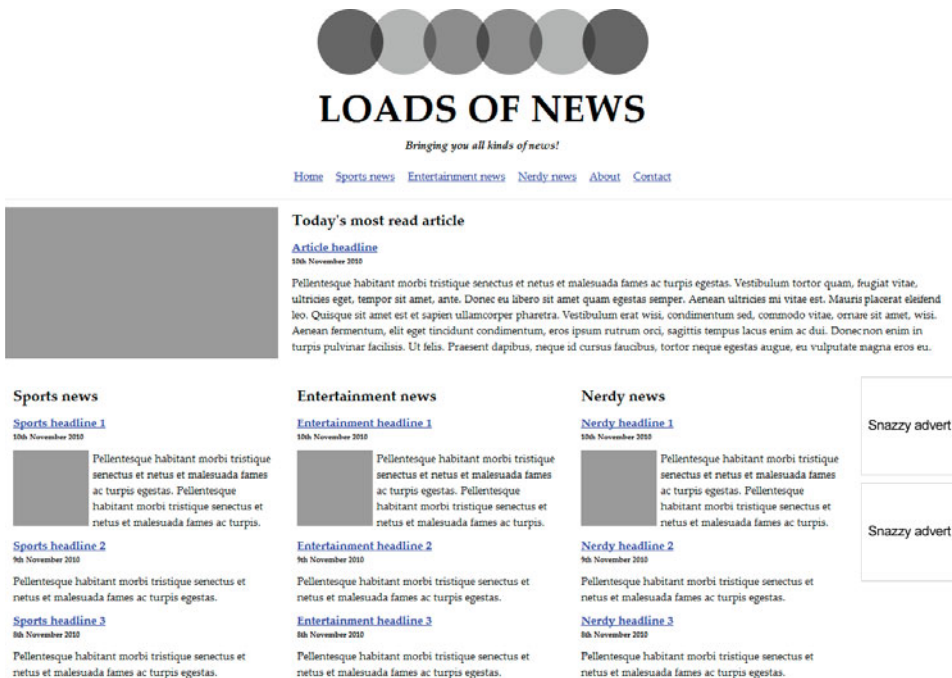 LOADS OF NEWS
Bringing you all kinds of news!
Home Sports news Entertainment news Nerdy news About Contact
Today's most read article
Article headline
10th November 2010
Pellentesque habitant morbi tristique senectus et netus et malesuada fames ac turpis egestas. Vestibulum tortor quam, feugiat vitae,
ultricies eget, tempor sit amet, ante. Donec eu libero sit amet quam egestas semper. Aenean ultricies mi vitae est. Mauris placerat eleifend
leo. Quisque sit amet est et sapien ullamcorper pharetra. Vestibulum erat wisi, condimentum sed, commodo vitae, ornare sit amet, wisi.
Aenean fermentum, elit eget tincidunt condimentum, eros ipsum rutrum orci, sagittis tempus lacus enim ac dui. Donec non enim in
turpis pulvinar facilisis. Ut felis. Praesent dapibus, neque id cursus faucibus, tortor neque egestas augue, eu vulputate magna eros eu.
Sports news
Sports headline 1
10th November 2010
Pellentesque habitant morbi tristique
senectus et netus et malesuada fames
ac turpis egestas. Pellentesque
habitant morbi tristique senectus et
netus et malesuada fames ac turpis.
Sports headline 2
9th November 2010
Pellentesque habitant morbi tristique senectus et
netus et malesuada fames ac turpis egestas.
Sports headline 3
8th November 2010
Pellentesque habitant morbi tristique senectus et
netus et malesuada fames ac turpis egestas.
Entertainment news
Entertainment headline 1
10th November 2010
Pellentesque habitant morbi tristique
senectus et netus et malesuada fames
ac turpis egestas. Pellentesque
habitant morbi tristique senectus et
netus et malesuada fames ac turpis.
Entertainment headline 2
9th November 2010
Pellentesque habitant morbi tristique senectus et
netus et malesuada fames ac turpis egestas.
Entertainment headline 3
8th November 2010
Pellentesque habitant morbi tristique senectus et
netus et malesuada fames ac turpis egestas.
Nerdy news
Nerdy headline 1
10th November 2010
Pellentesque habitant morbi tristique
senectus et netus et malesuada fames
ac turpis egestas. Pellentesque
habitant morbi tristique senectus et
netus et malesuada fames ac turpis.
Nerdy headline 2
9th November 2010
Pellentesque habitant morbi tristique senectus et
netus et malesuada fames ac turpis egestas.
Nerdy headline 3
8th November 2010
Pellentesque habitant morbi tristique senectus et
netus et malesuada fames ac turpis egestas.
Snazzy advert
Snazzy advert